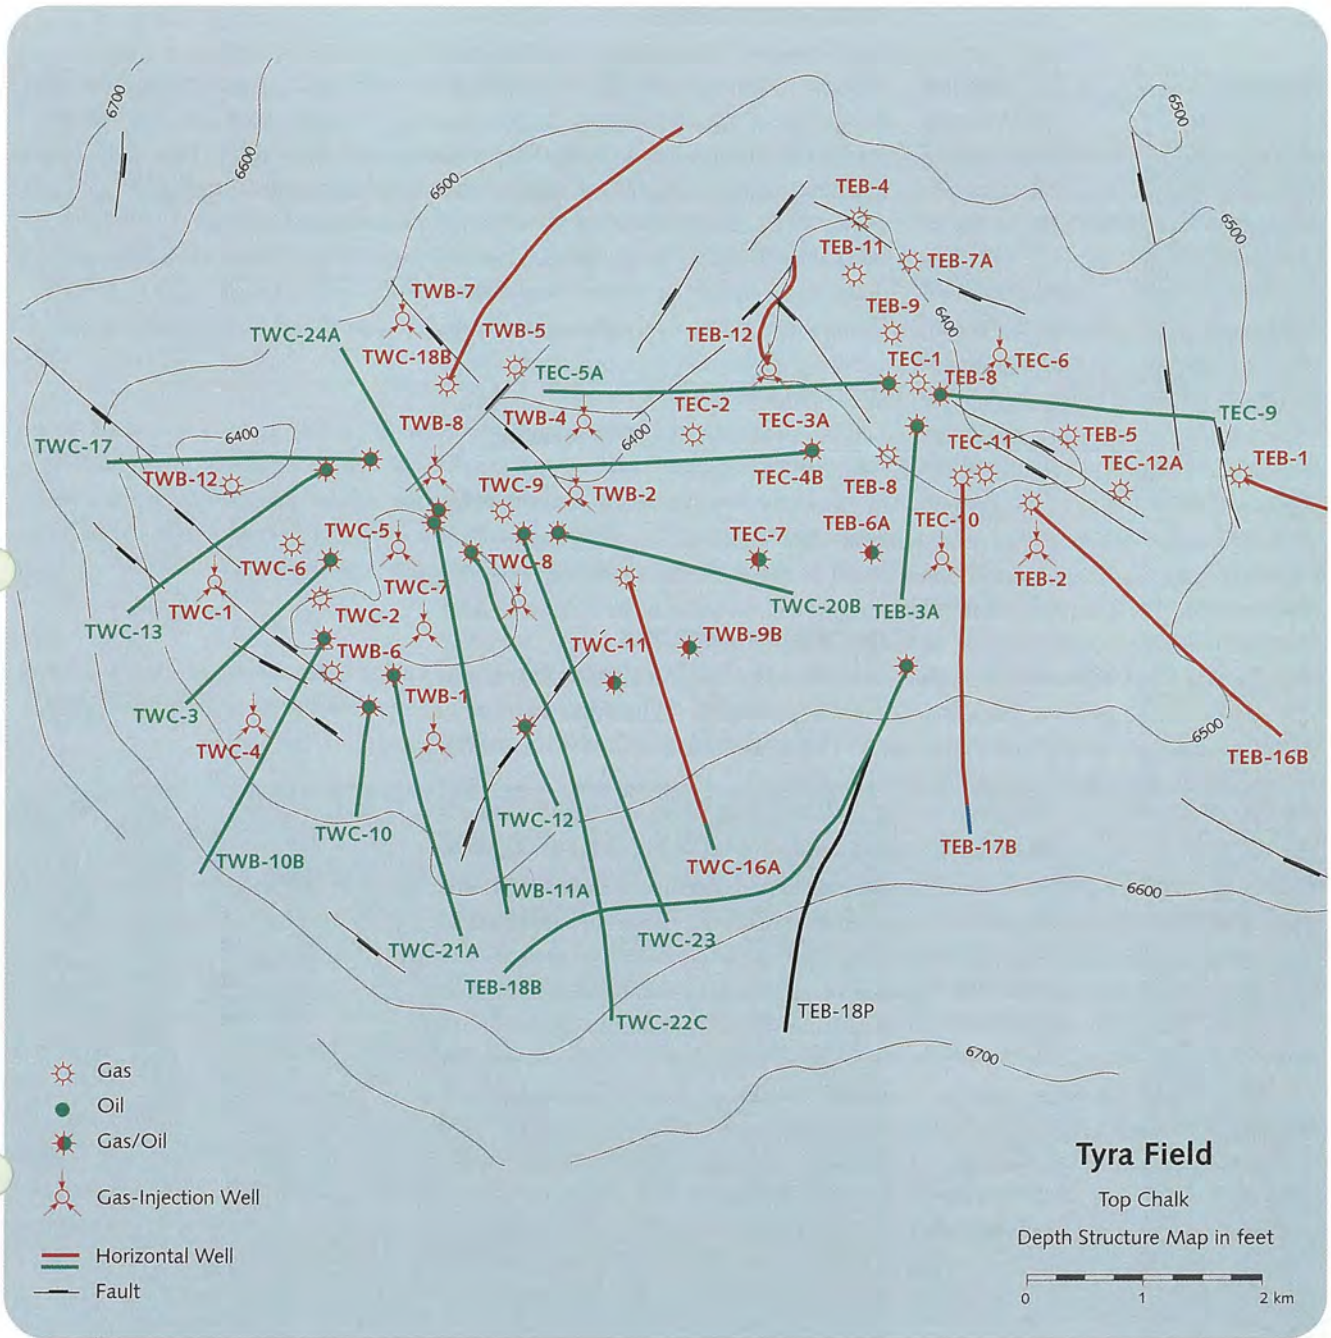 6700
6600
6500
6500
6500
TEB-4
TEB-11
TEB-7A
TWB-7
TEB-9
6400
TWC-24A
TWB-5
TEB-12
TWC-18B
TEC-1
TEC-6
TEC-5A
TEB-8
TEC-2
TEC-9
TWB-8
TWB-4
TEC-3A
6400
6400
TWC-17
TEC-11
TEB-5
TEB-1
TEC-12A
TWB-12
TWC-9
TWB-2
TEC-4B
TEB-8
TWC-5
TEC-7
TEB-6A
TEC-10
TWC-6
TWC-8
TEB-2
TWC-7
TWC-1
TWC-2
TWC-20B
TEB-3A
TWC-13
TWB-6
TWC-11
TWB-9B
TWC-3
TWB-1
TWC-4
6500
TEB-16B
TWC-10
TWC-12
TEB-17B
TWB-10B
TWC-16A
TWB-11A
6600
TWC-21A
TWC-23
TEB-18B
TEB-18P
TWC-22C
6700
Gas
Oil
Gas/Oil
Gas-Injection Well
Horizontal Well
Fault
Tyra Field
Top Chalk
Depth Structure Map in feet
0 1 2 km